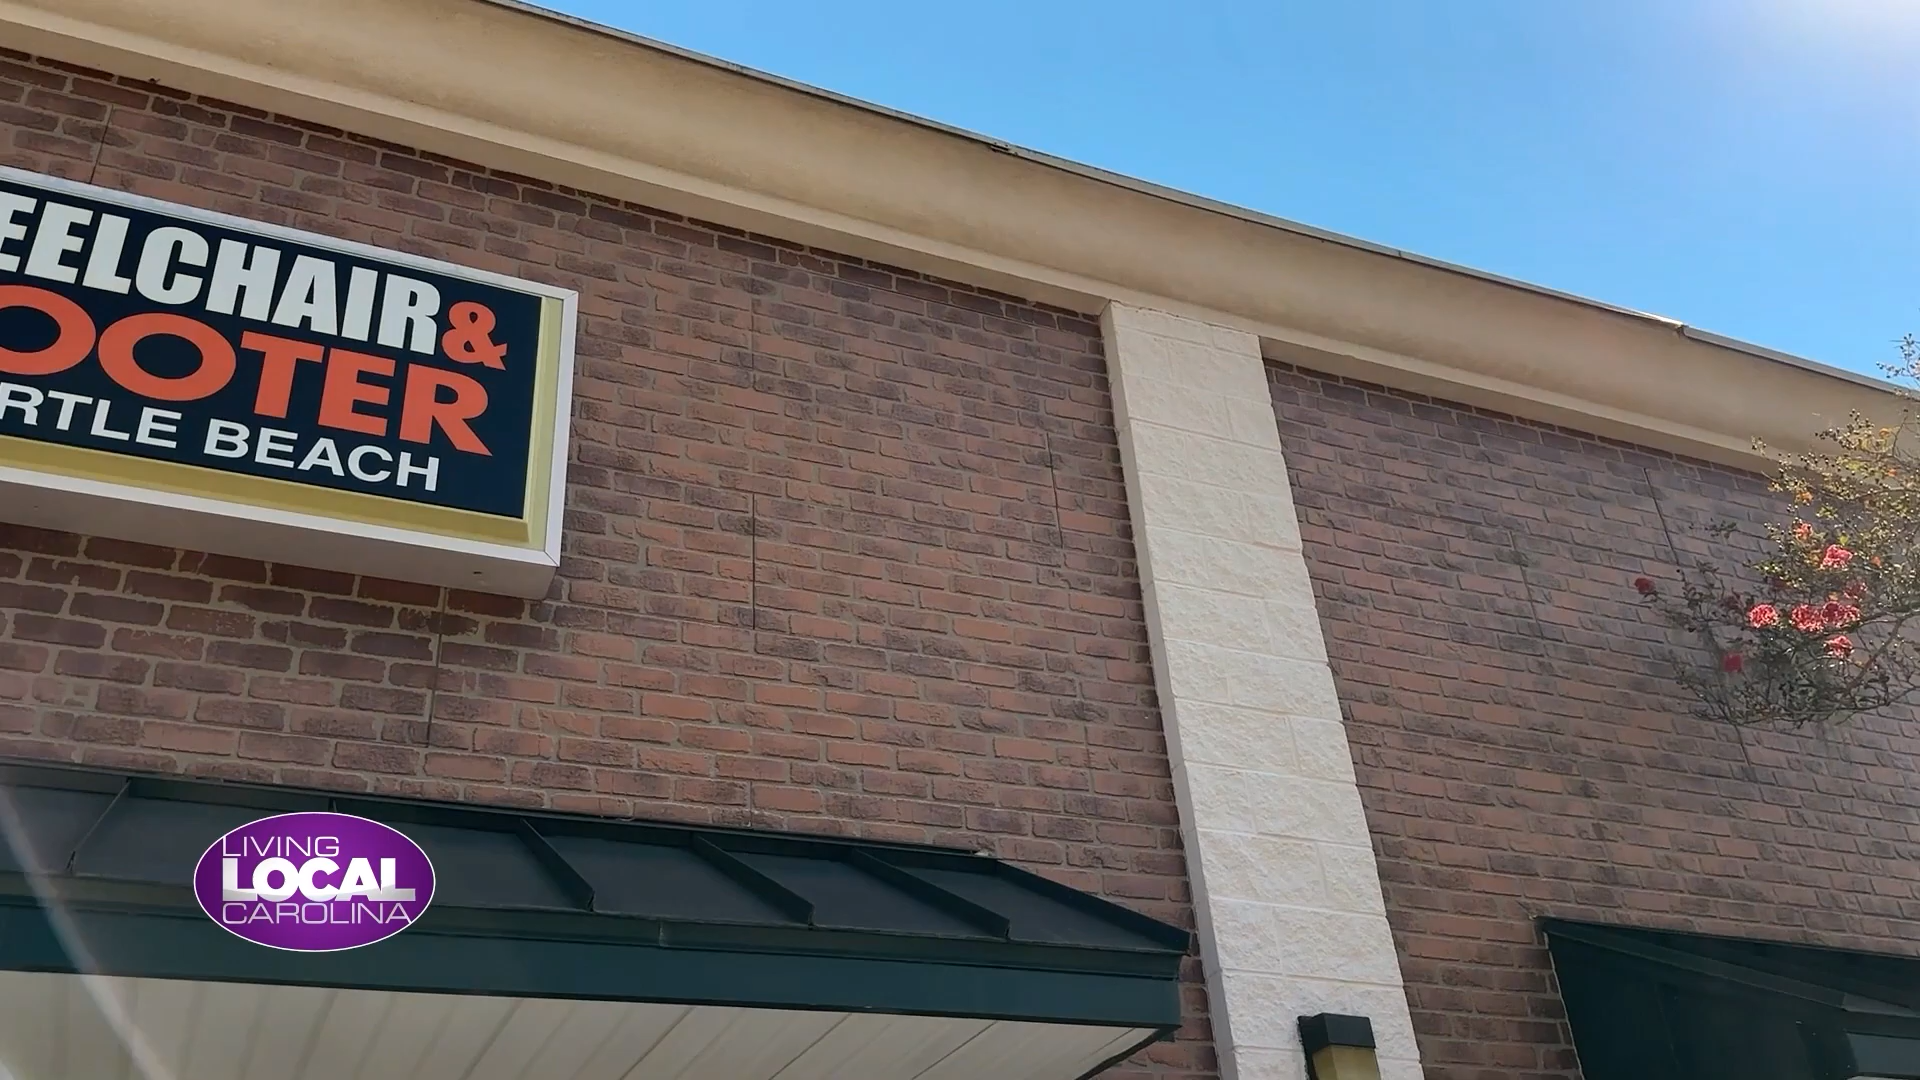 EELCHAIR &
OOTER
RTLE BEACH
LIVING
LOCAL
CAROLINA